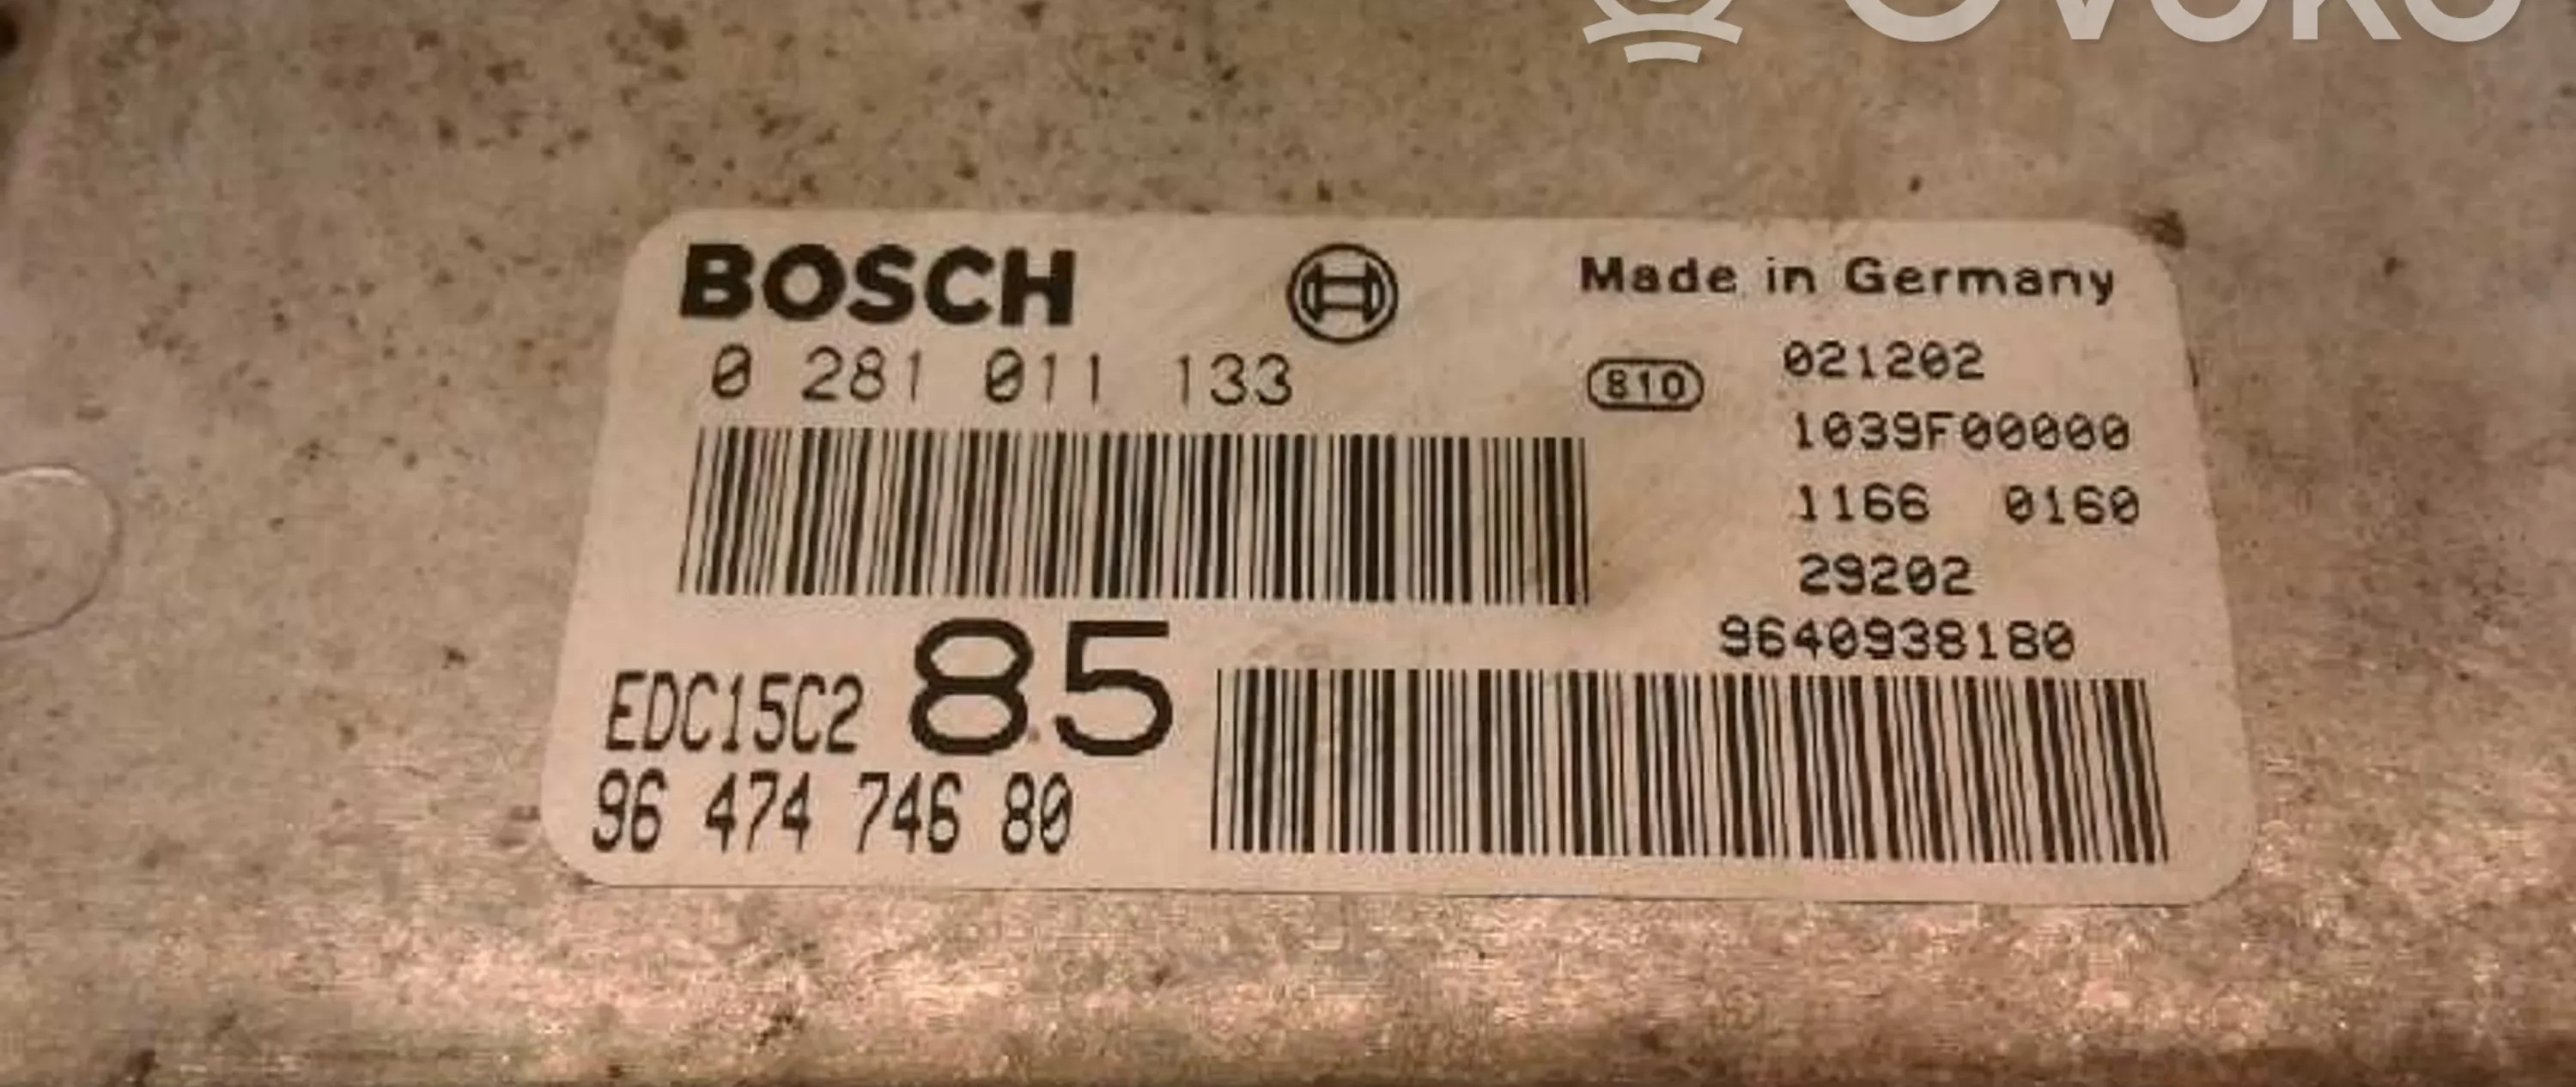 OVOKO
BOSCH
Made in Germany
0 281 011 133
810
021202
1039F00000
1166 0160
29202
9640938180
EDC15C2 85
96 474 746 80